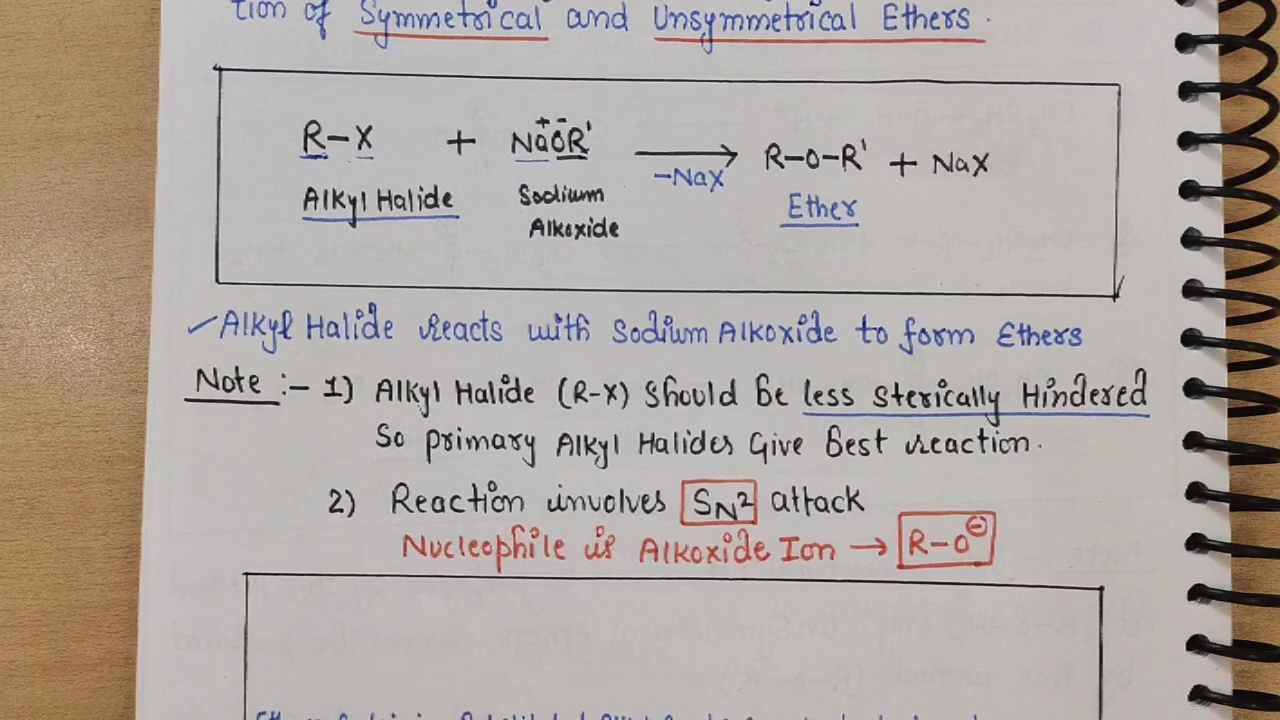 tion of Symmetrical and Unsymmetrical Ethers.
R-X + Na⁺O⁻R' → R-O-R' + NaX
-NaX
Alkyl Halide Sodium Alkoxide Ether
✓Alkyl Halide reacts with Sodium Alkoxide to form Ethers
Note :- 1) Alkyl Halide (R-X) Should be less Sterically Hindered
So primary Alkyl Halides Give Best reaction.
2) Reaction involves SN² attack
Nucleophile is Alkoxide Ion → R-O⊖